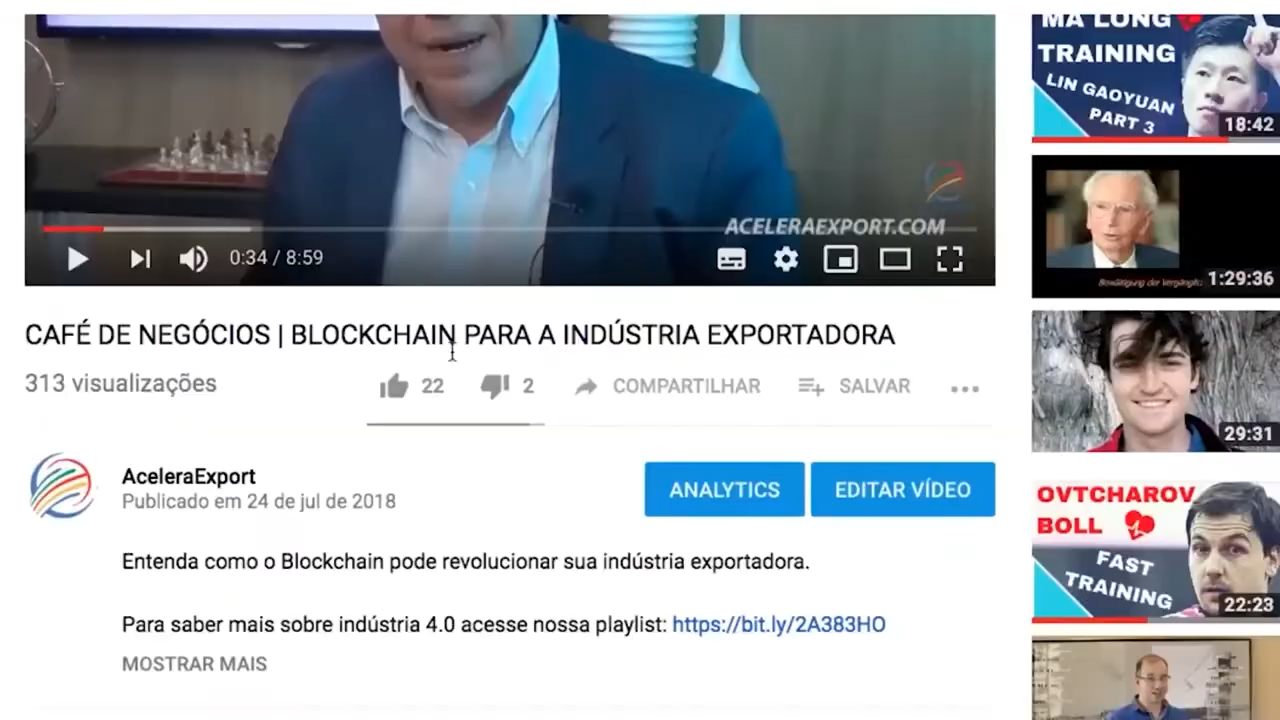 ACELERAEXPORT.COM
0:34 / 8:59
CAFÉ DE NEGÓCIOS | BLOCKCHAIN PARA A INDÚSTRIA EXPORTADORA
313 visualizações
22
2
COMPARTILHAR
SALVAR
AceleraExport
Publicado em 24 de jul de 2018
ANALYTICS
EDITAR VÍDEO
Entenda como o Blockchain pode revolucionar sua indústria exportadora.
Para saber mais sobre indústria 4.0 acesse nossa playlist: https://bit.ly/2A383HO
MOSTRAR MAIS
MA LONG
TRAINING
LIN GAOYUAN
PART 3
18:42
1:29:36
29:31
OVTCHAROV
BOLL
FAST
TRAINING
22:23